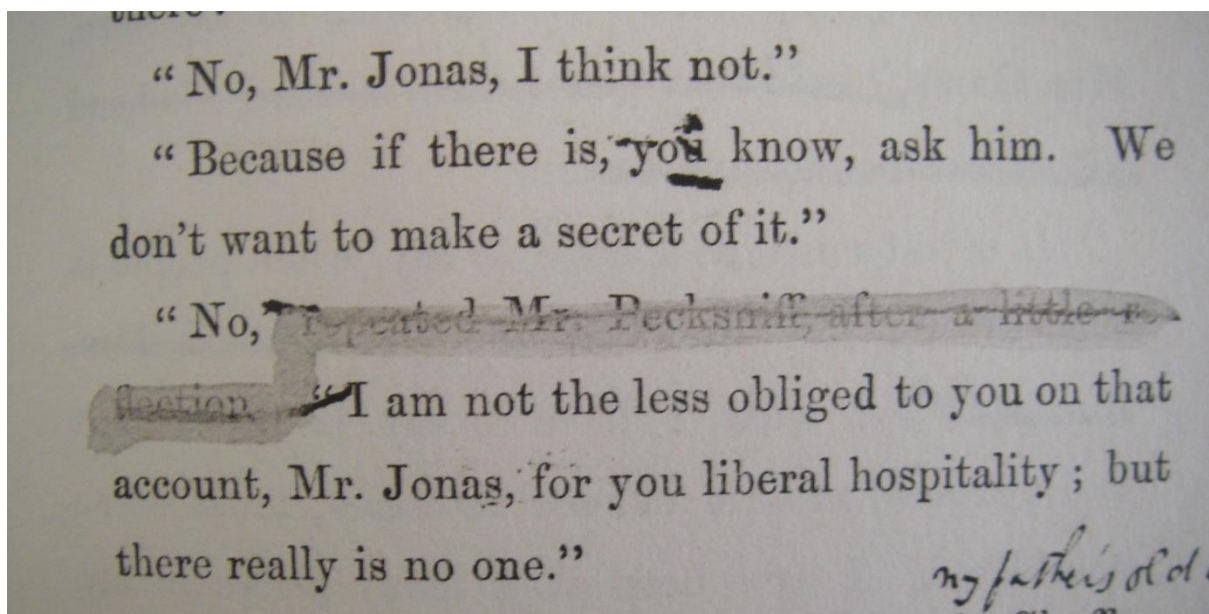 “ No, Mr. Jonas, I think not.”
“ Because if there is, you know, ask him. We
don't want to make a secret of it.”
“ No,” repeated Mr. Pecksniff, after a little re-
flection. “I am not the less obliged to you on that
account, Mr. Jonas, for you liberal hospitality ; but
there really is no one.”
my father's old